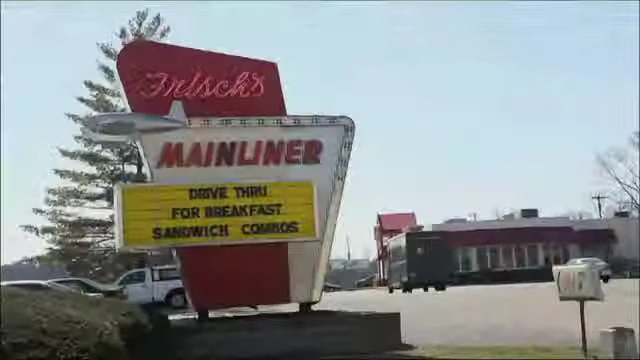 Frisch's
MAINLINER
DRIVE THRU
FOR BREAKFAST
SANDWICH COMBOS